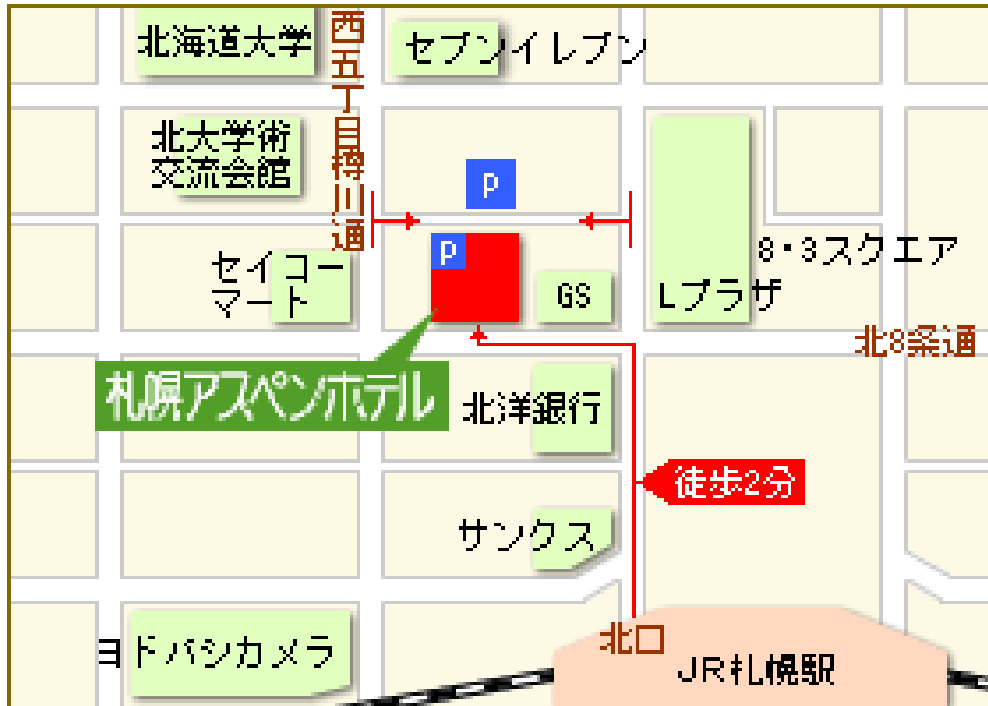 北海道大学
西五丁目樽川通
セブンイレブン
北大学術
交流会館
P
P
セイコー
マート
GS
8・3スクエア
Lプラザ
北8条通
札幌アスペンホテル
北洋銀行
徒歩2分
サンクス
北口
ヨドバシカメラ
JR札幌駅